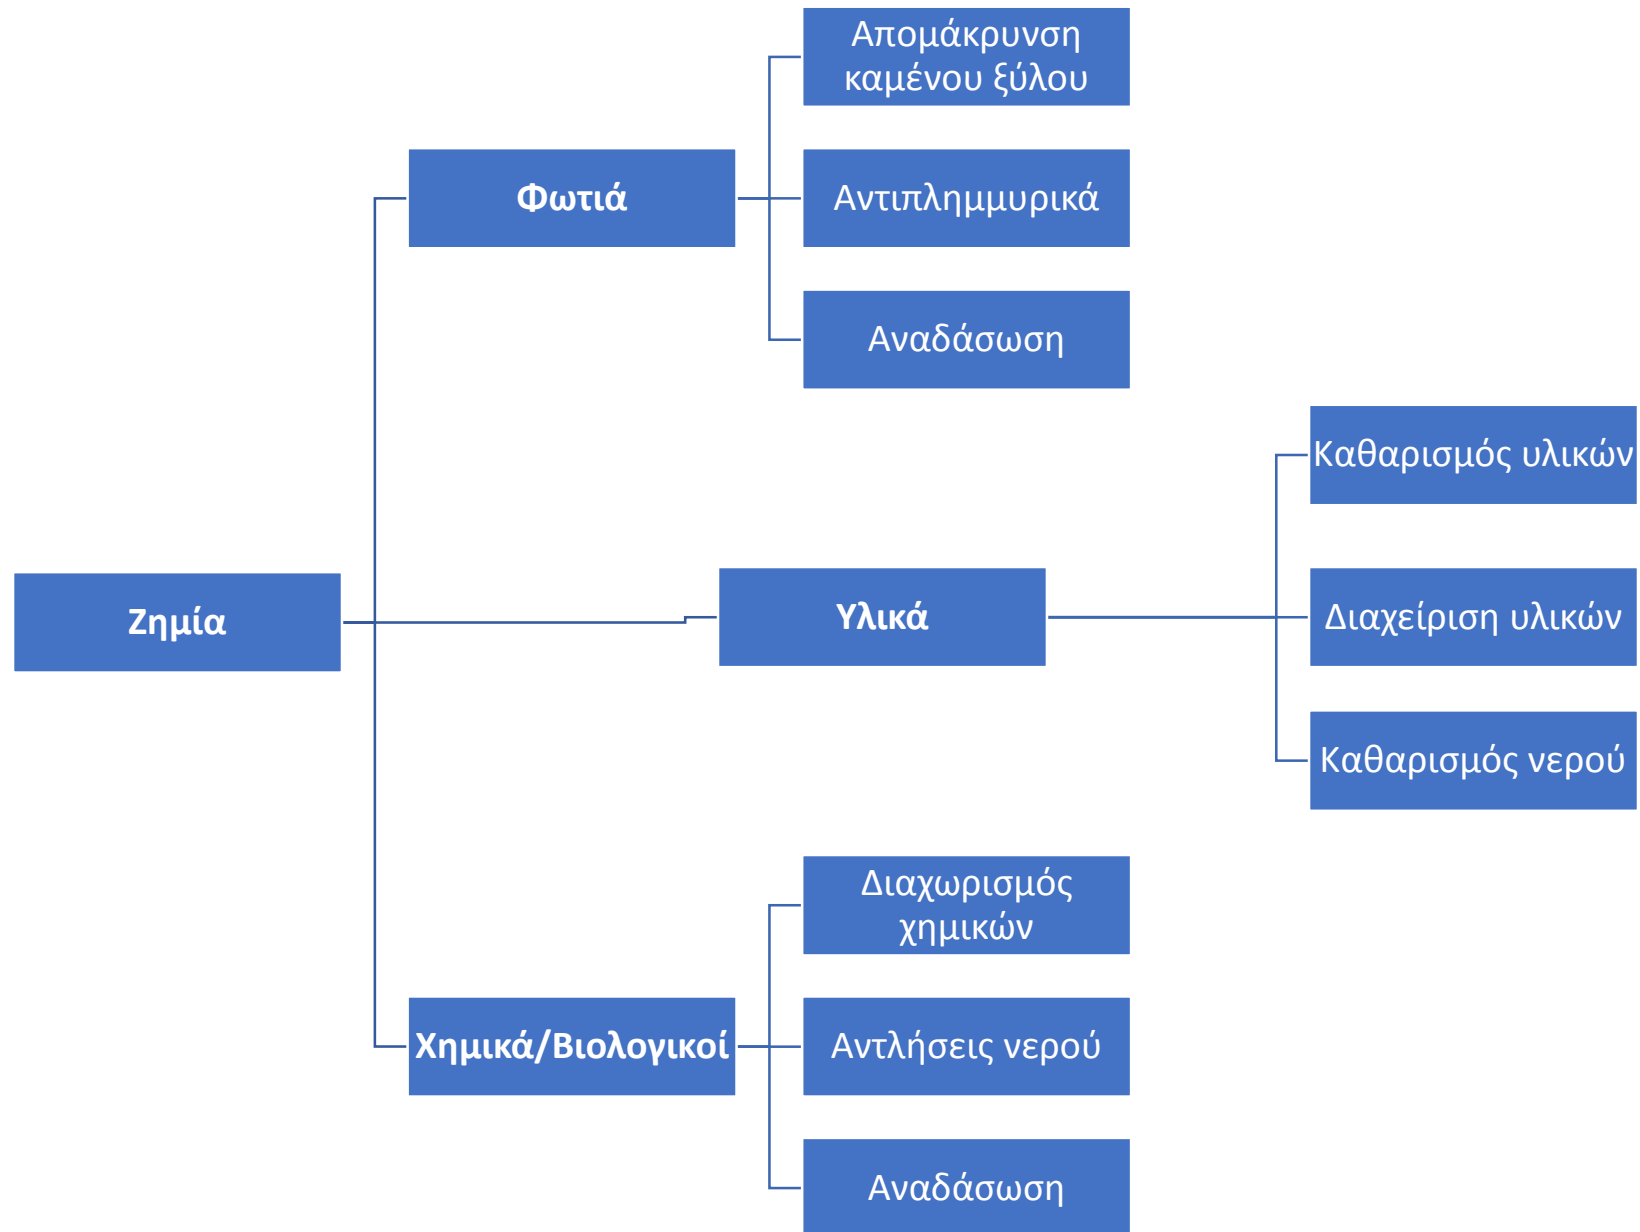 Ζημία
Φωτιά
Απομάκρυνση
καμένου ξύλου
Αντιπλημμυρικά
Αναδάσωση
Υλικά
Καθαρισμός υλικών
Διαχείριση υλικών
Καθαρισμός νερού
Χημικά/Βιολογικοί
Διαχωρισμός
χημικών
Αντλήσεις νερού
Αναδάσωση